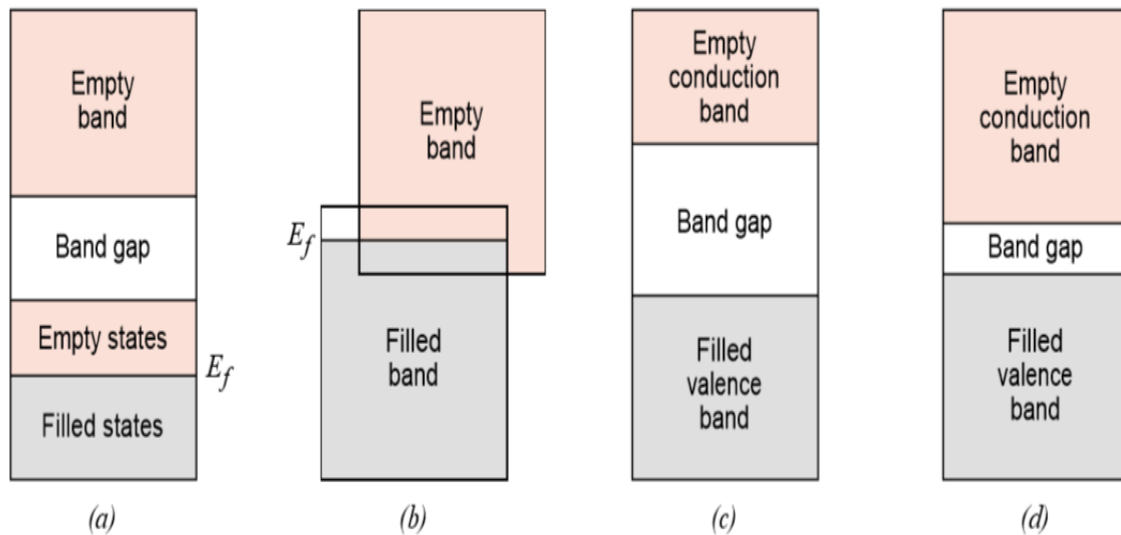 Empty
band
Band gap
Empty states
E_f
Filled states
(a)
Empty
band
E_f
Filled
band
(b)
Empty
conduction
band
Band gap
Filled
valence
band
(c)
Empty
conduction
band
Band gap
Filled
valence
band
(d)